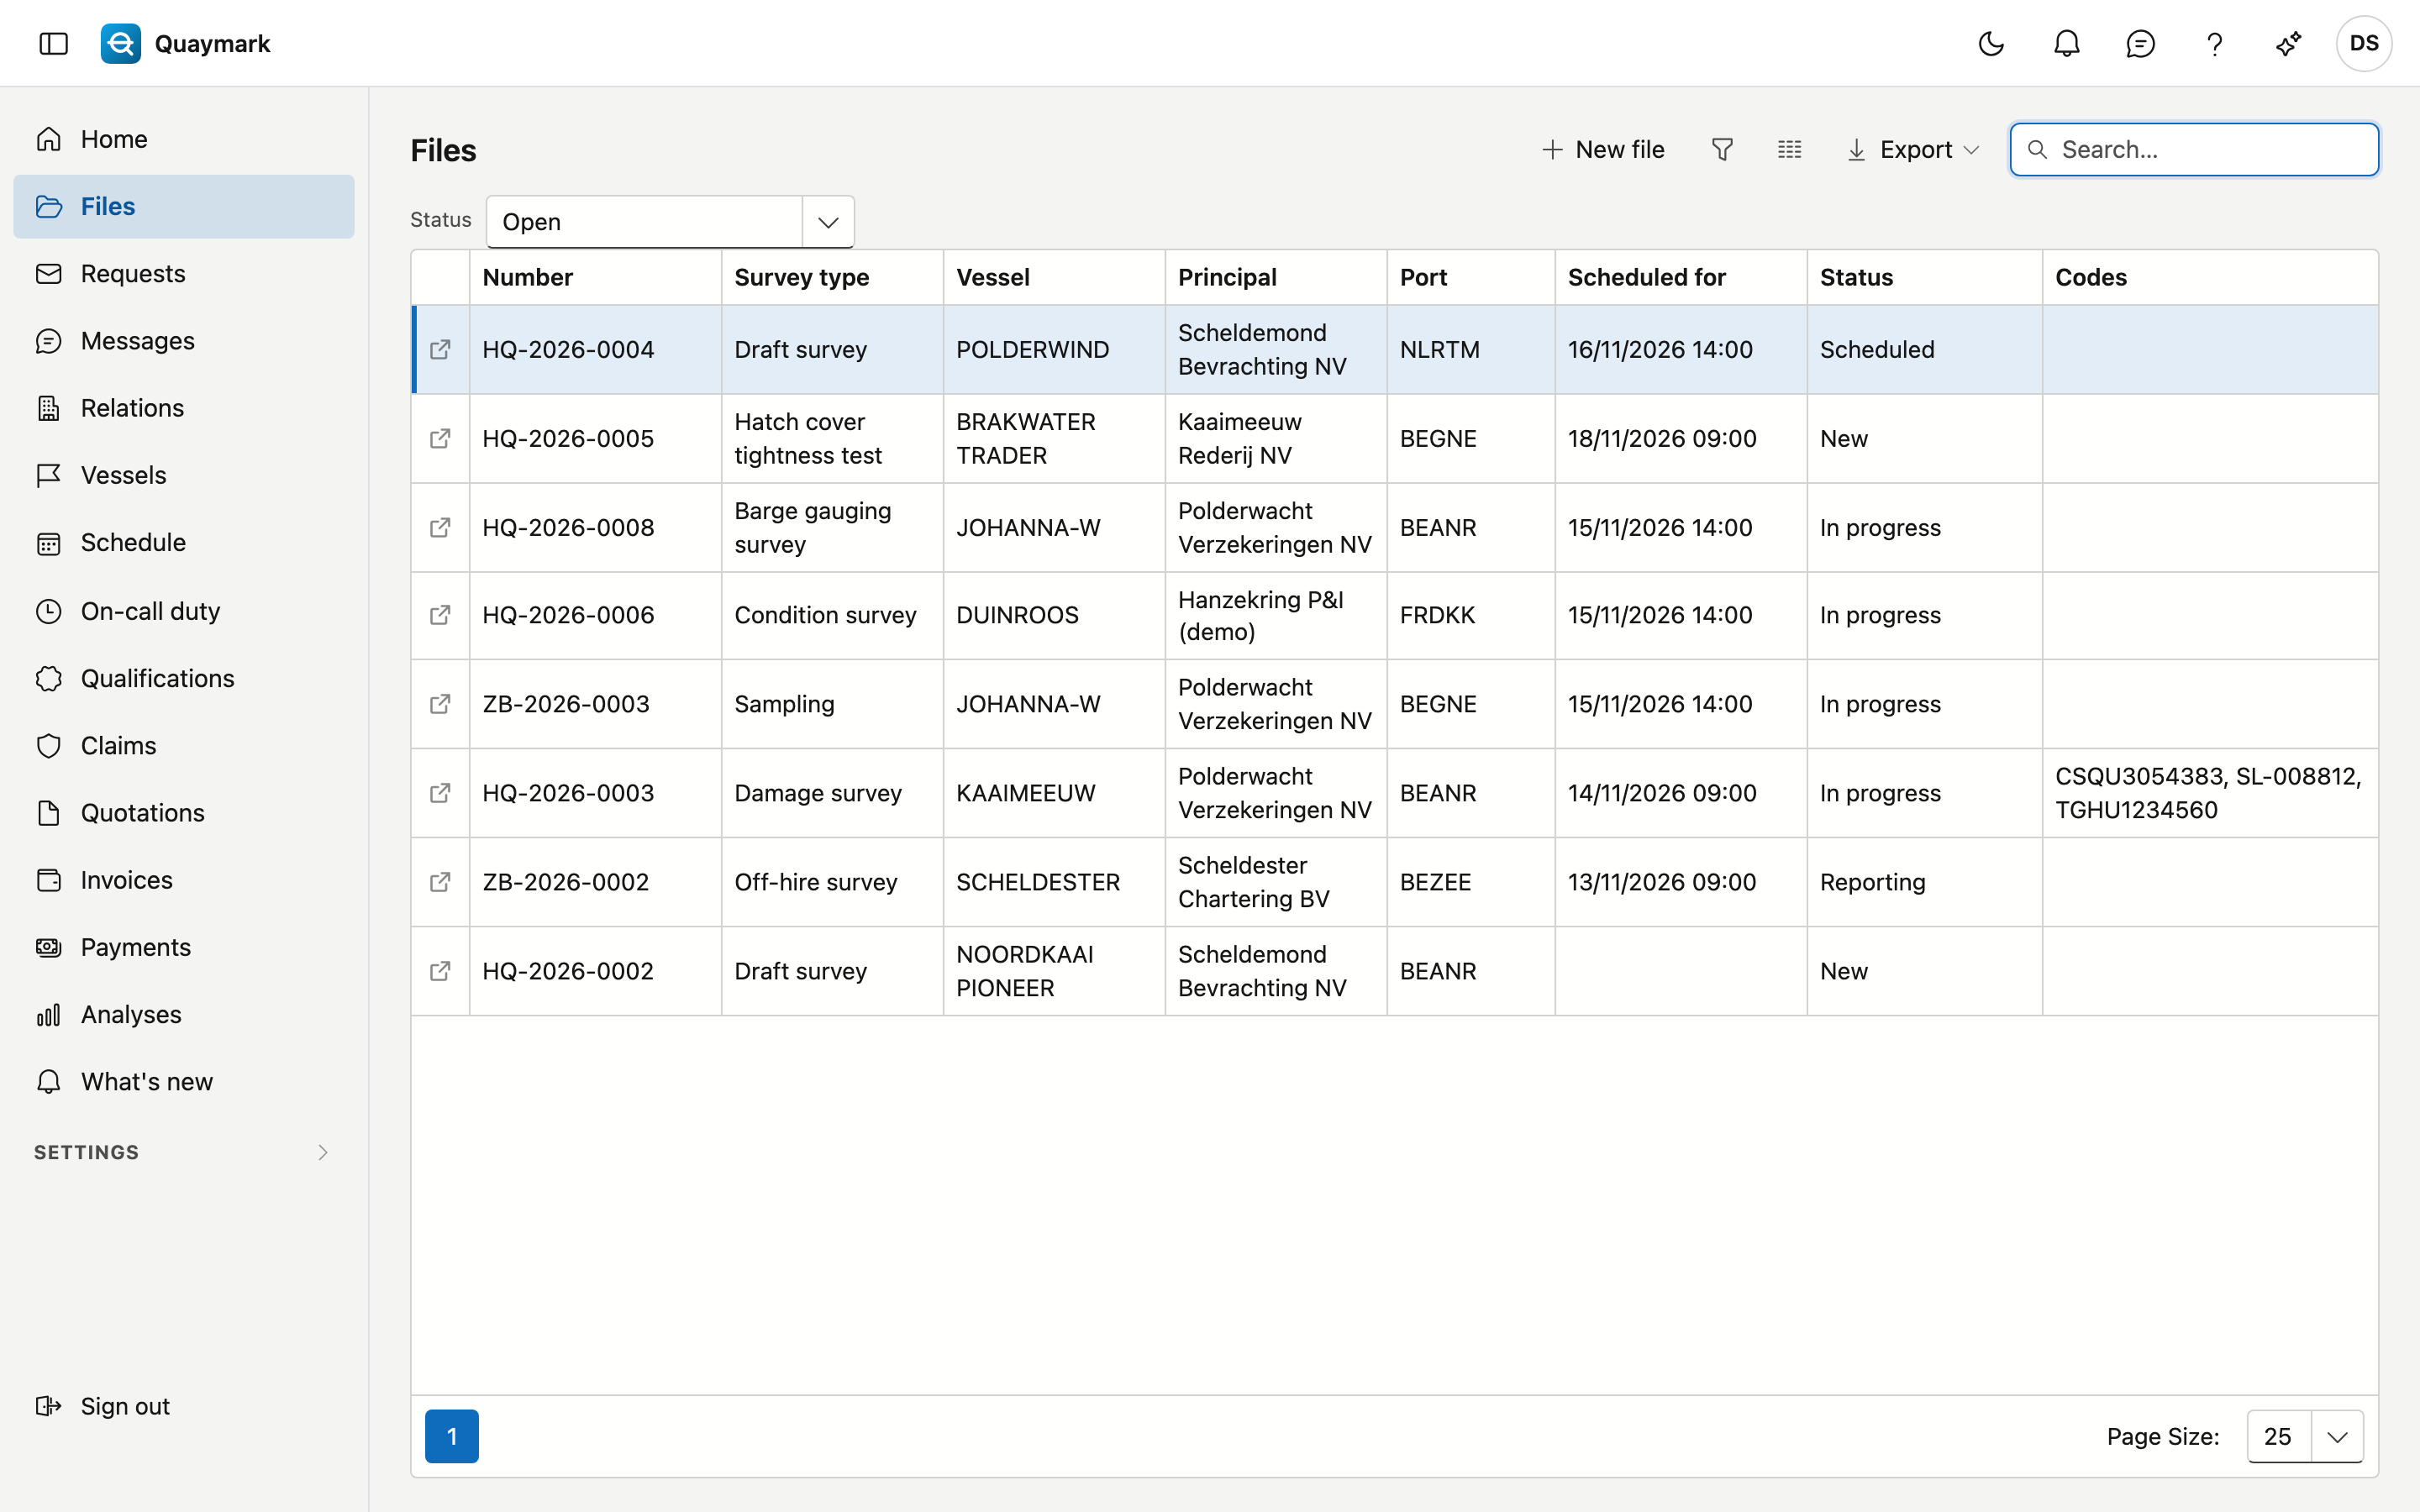 Quaymark
DS
Home
Files
Requests
Messages
Relations
Vessels
Schedule
On-call duty
Qualifications
Claims
Quotations
Invoices
Payments
Analyses
What's new
SETTINGS
Sign out
Files
New file
Export
Search...
Status
Open
Number Survey type Vessel Principal Port Scheduled for Status Codes
HQ-2026-0004 Draft survey POLDERWIND Scheldemond Bevrachting NV NLRTM 16/11/2026 14:00 Scheduled
HQ-2026-0005 Hatch cover tightness test BRAKWATER TRADER Kaaimeeuw Rederij NV BEGNE 18/11/2026 09:00 New
HQ-2026-0008 Barge gauging survey JOHANNA-W Polderwacht Verzekeringen NV BEANR 15/11/2026 14:00 In progress
HQ-2026-0006 Condition survey DUINROOS Hanzekring P&I (demo) FRDKK 15/11/2026 14:00 In progress
ZB-2026-0003 Sampling JOHANNA-W Polderwacht Verzekeringen NV BEGNE 15/11/2026 14:00 In progress
HQ-2026-0003 Damage survey KAAIMEEUW Polderwacht Verzekeringen NV BEANR 14/11/2026 09:00 In progress CSQU3054383, SL-008812, TGHU1234560
ZB-2026-0002 Off-hire survey SCHELDESTER Scheldester Chartering BV BEZEE 13/11/2026 09:00 Reporting
HQ-2026-0002 Draft survey NOORDKAAI PIONEER Scheldemond Bevrachting NV BEANR New
1
Page Size: 25